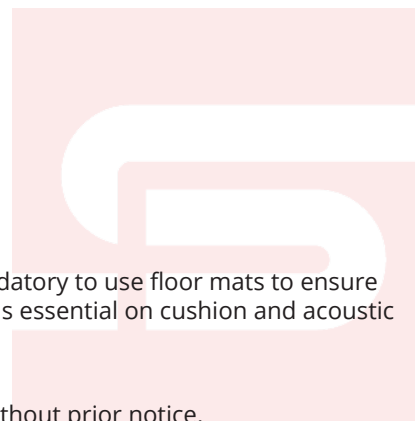 datory to use floor mats to ensure
s essential on cushion and acoustic
thout prior notice.